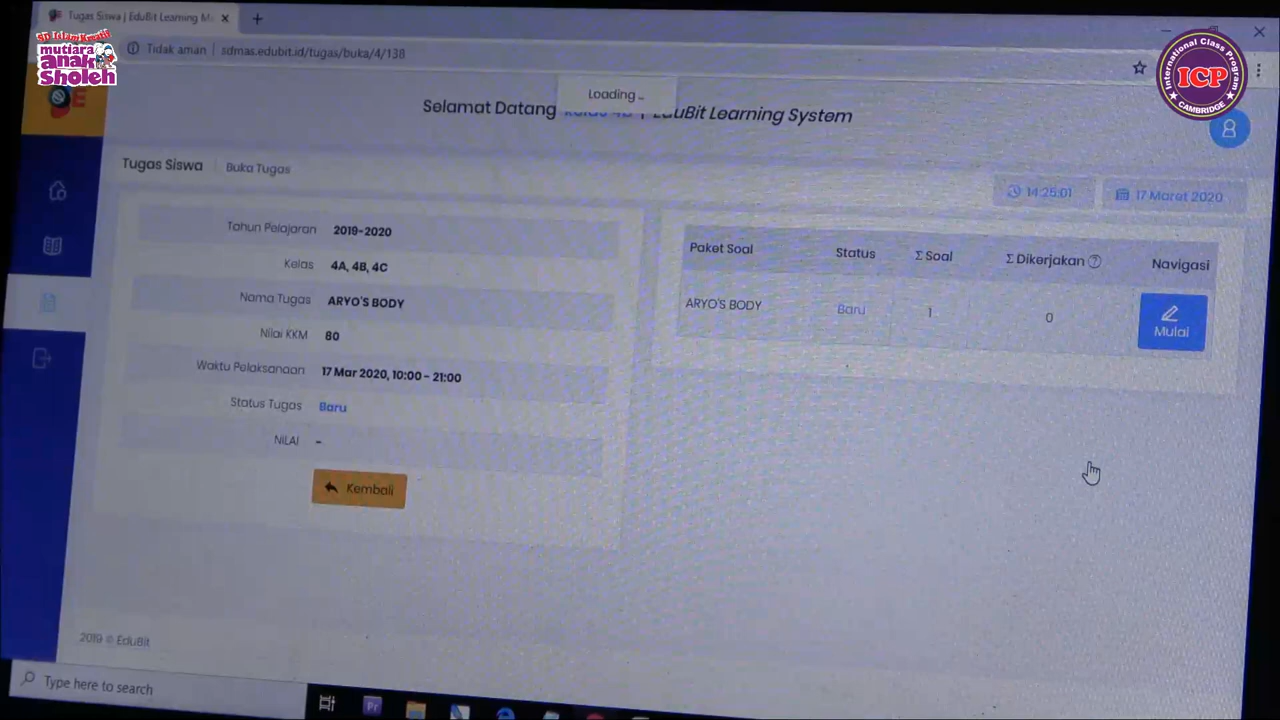 Tugas Siswa | EduBit Learning M
SD Islam Kreatif
mutiara
anak
Sholeh
Tidak aman | sdmas.edubit.id/tugas/buka/4/138
International Class Program
ICP
CAMBRIDGE
Loading ..
Selamat Datang kelas 4B | EduBit Learning System
Tugas Siswa Buka Tugas
14:25:01 17 Maret 2020
Tahun Pelajaran 2019-2020
Kelas 4A, 4B, 4C
Nama Tugas ARYO'S BODY
Nilai KKM 80
Waktu Pelaksanaan 17 Mar 2020, 10:00 - 21:00
Status Tugas Baru
NILAI -
Kembali
Paket Soal Status Σ Soal Σ Dikerjakan Navigasi
ARYO'S BODY Baru 1 0 Mulai
2019 © EduBit
Type here to search
Pr